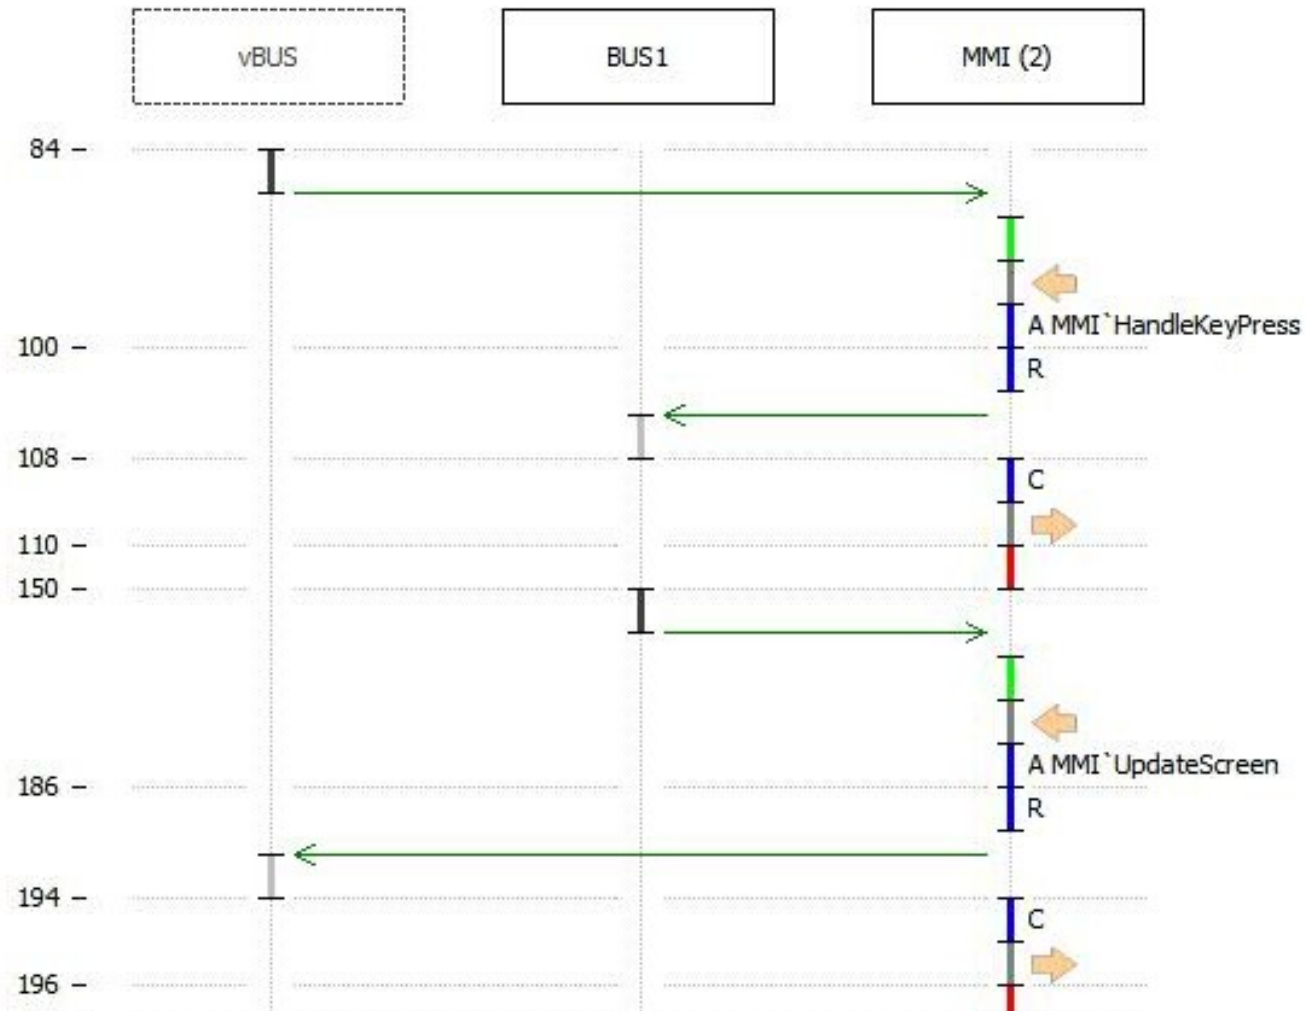 vBUS BUS1 MMI (2)
84
A MMI`HandleKeyPress
100
R
108
C
110
150
A MMI`UpdateScreen
186
R
194
C
196